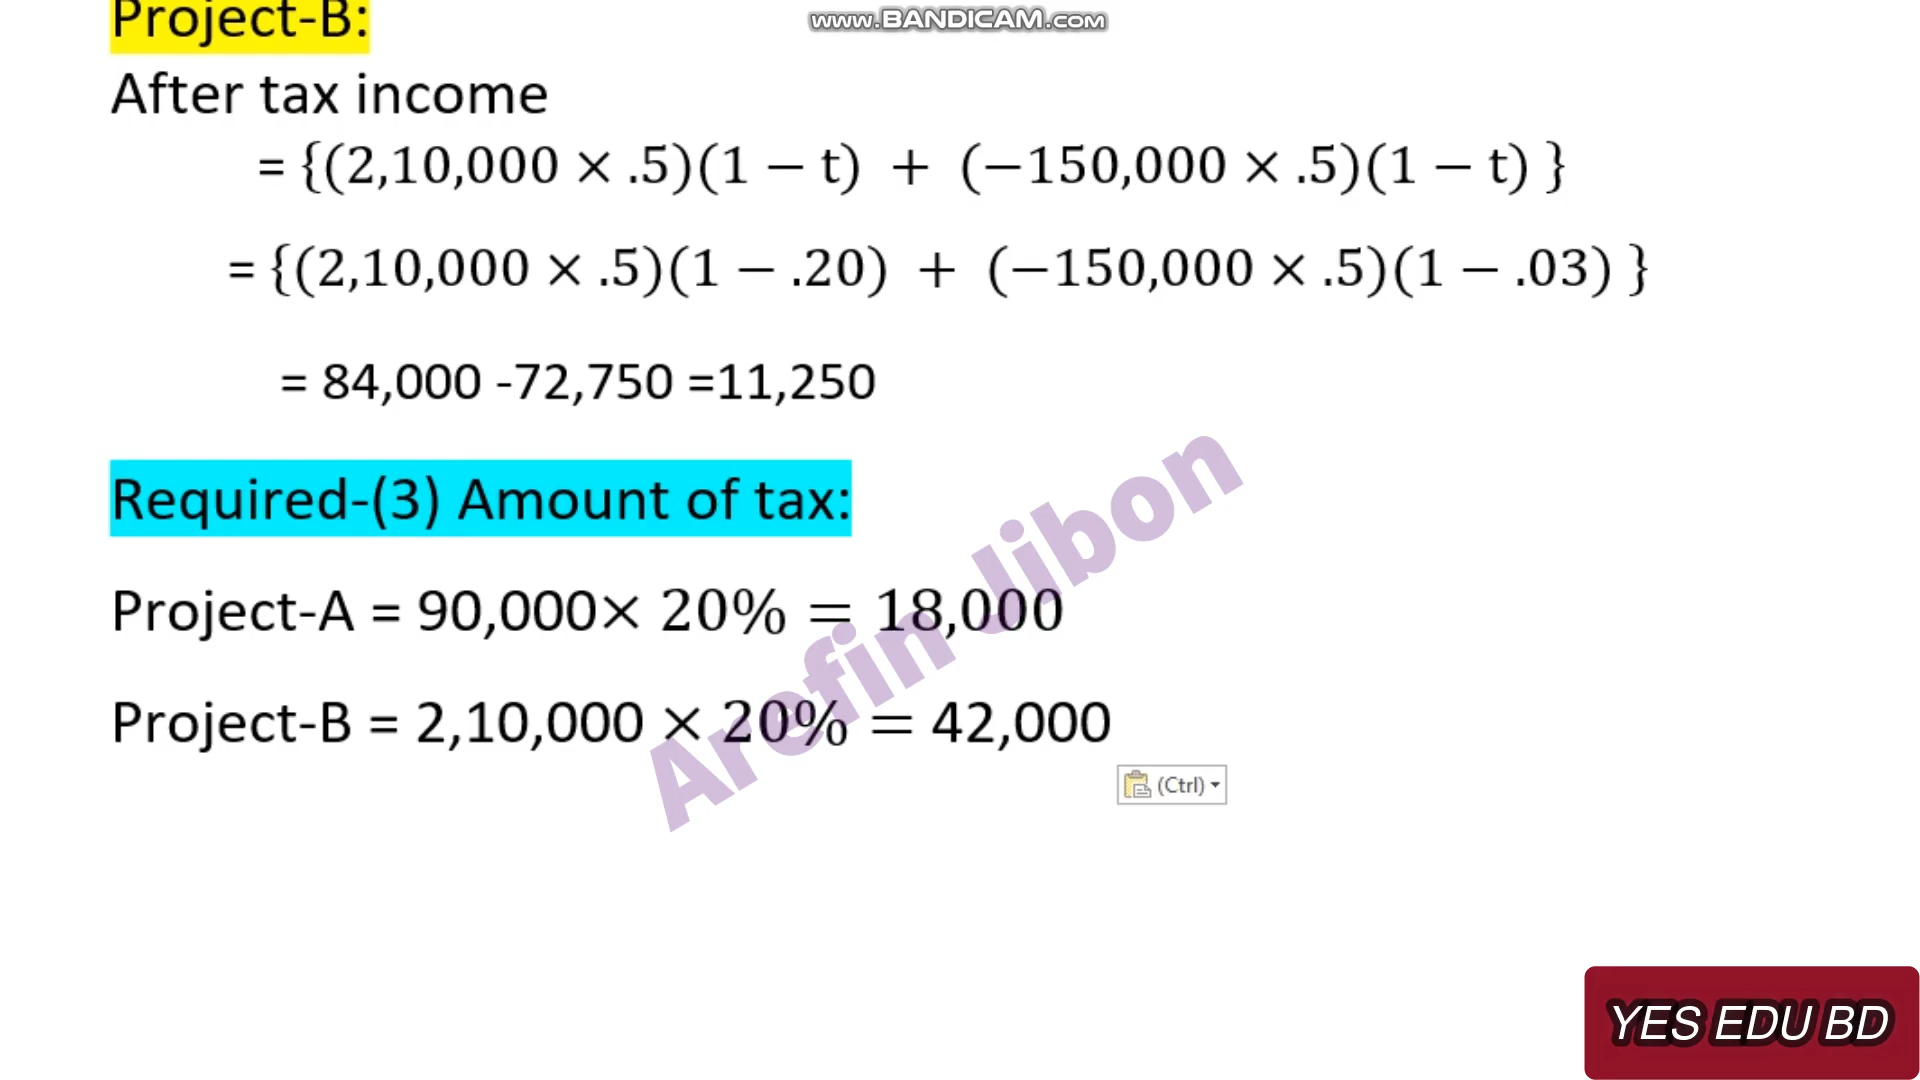 www.BANDICAM.com
Project-B:
After tax income
= {(2,10,000 × .5)(1 − t) + (−150,000 × .5)(1 − t) }
= {(2,10,000 × .5)(1 − .20) + (−150,000 × .5)(1 − .03) }
= 84,000 -72,750 =11,250
Required-(3) Amount of tax:
Project-A = 90,000× 20% = 18,000
Project-B = 2,10,000 × 20% = 42,000
(Ctrl)
Arefin Jibon
YES EDU BD